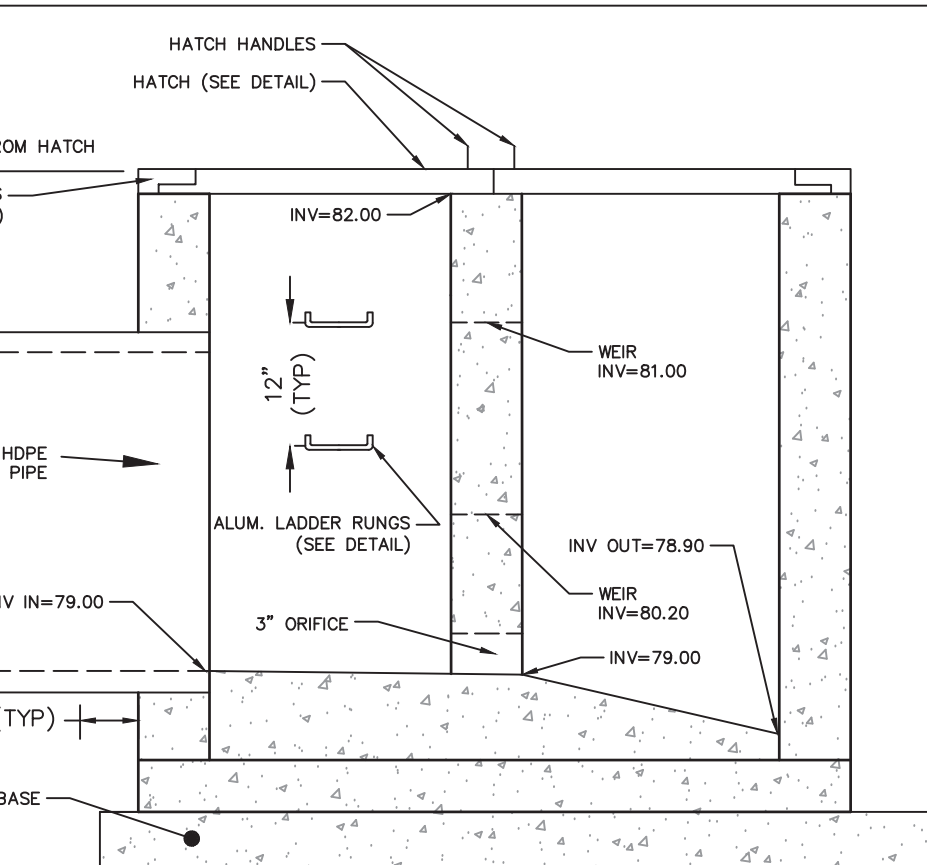 HATCH HANDLES
HATCH (SEE DETAIL)
HATCH
INV=82.00
12"
(TYP)
WEIR
INV=81.00
HDPE
PIPE
ALUM. LADDER RUNGS
(SEE DETAIL)
INV OUT=78.90
IN=79.00
WEIR
INV=80.20
3" ORIFICE
INV=79.00
(TYP)
BASE